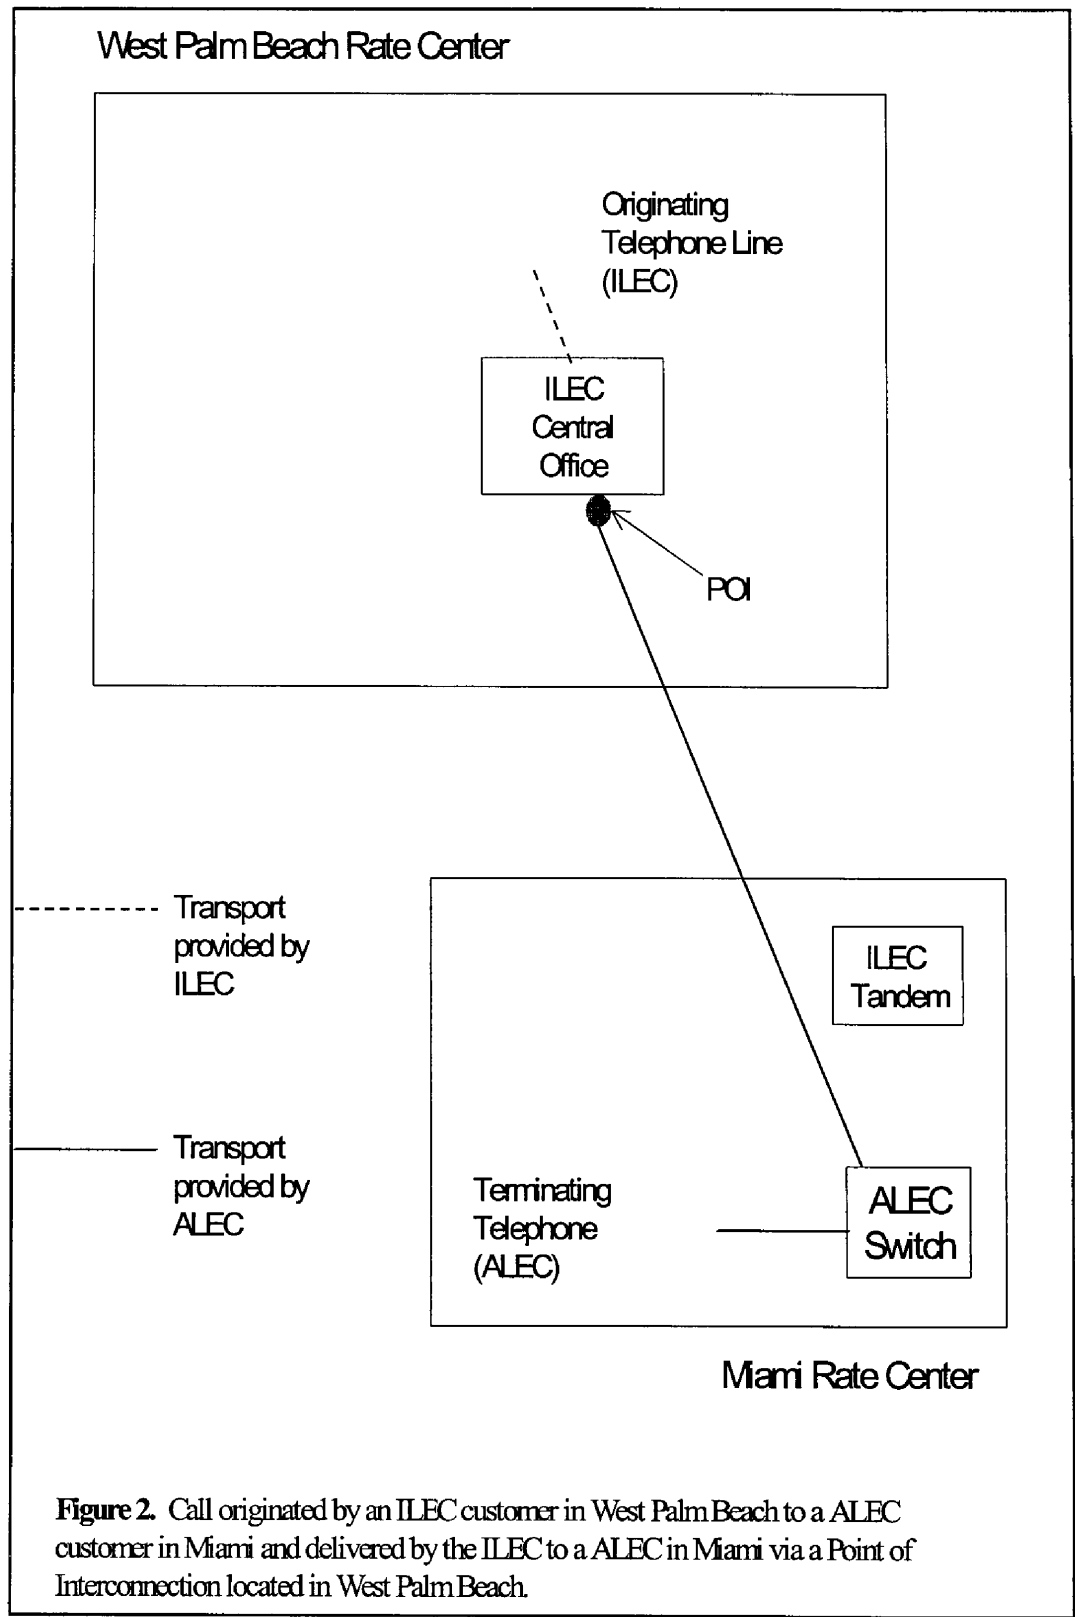 West Palm Beach Rate Center
Originating
Telephone Line
(ILEC)
ILEC
Central
Office
POI
Transport
provided by
ILEC
ILEC
Tandem
Transport
provided by
ALEC
Terminating
Telephone
(ALEC)
ALEC
Switch
Miami Rate Center
Figure 2. Call originated by an ILEC customer in West Palm Beach to a ALEC
customer in Miami and delivered by the ILEC to a ALEC in Miami via a Point of
Interconnection located in West Palm Beach.